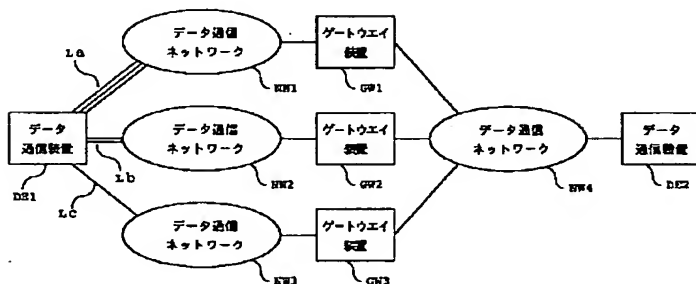 データ通信
ネットワーク
ゲートウエイ
装置
La
NW1
GW1
データ
通信装置
データ通信
ネットワーク
ゲートウエイ
装置
データ通信
ネットワーク
データ
通信装置
Lb
DE1
NW2
GW2
NW4
DE2
Lc
データ通信
ネットワーク
ゲートウエイ
装置
NW3
GW3